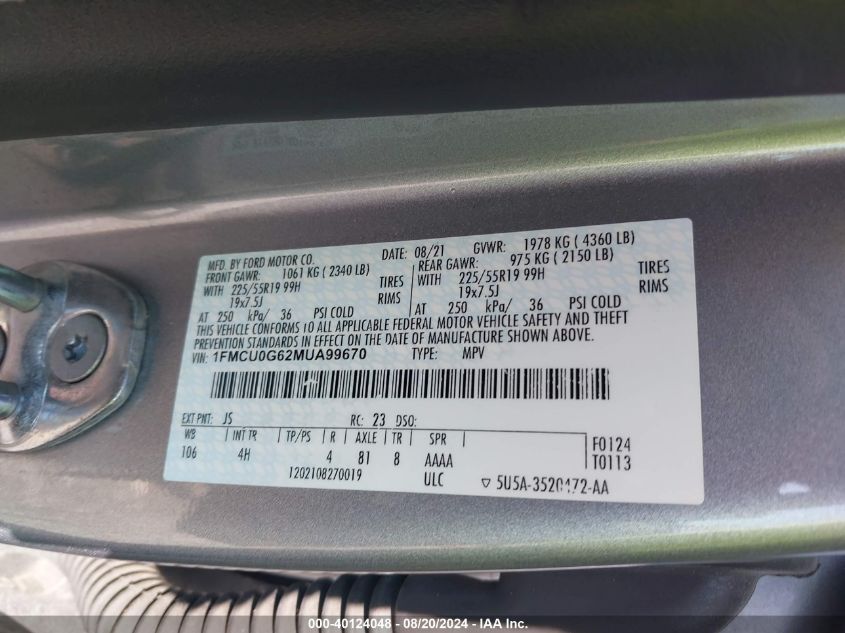 MFD. BY FORD MOTOR CO. DATE: 08/21 GVWR: 1978 KG ( 4360 LB)
FRONT GAWR: 1061 KG ( 2340 LB) REAR GAWR: 975 KG ( 2150 LB)
WITH 225/55R19 99H TIRES WITH 225/55R19 99H TIRES
19x7.5J RIMS 19x7.5J RIMS
AT 250 kPa/ 36 PSI COLD AT 250 kPa/ 36 PSI COLD
THIS VEHICLE CONFORMS TO ALL APPLICABLE FEDERAL MOTOR VEHICLE SAFETY AND THEFT
PREVENTION STANDARDS IN EFFECT ON THE DATE OF MANUFACTURE SHOWN ABOVE.
VIN: 1FMCU0G62MUA99670 TYPE: MPV
EXT PNT: JS RC: 23 DSO:
WB INT TR TP/PS R AXLE TR SPR F0124
106 4H 4 81 8 AAAA T0113
1202108270019 ULC ▽ 5U5A-3520472-AA
000-40124048 - 08/20/2024 - IAA Inc.